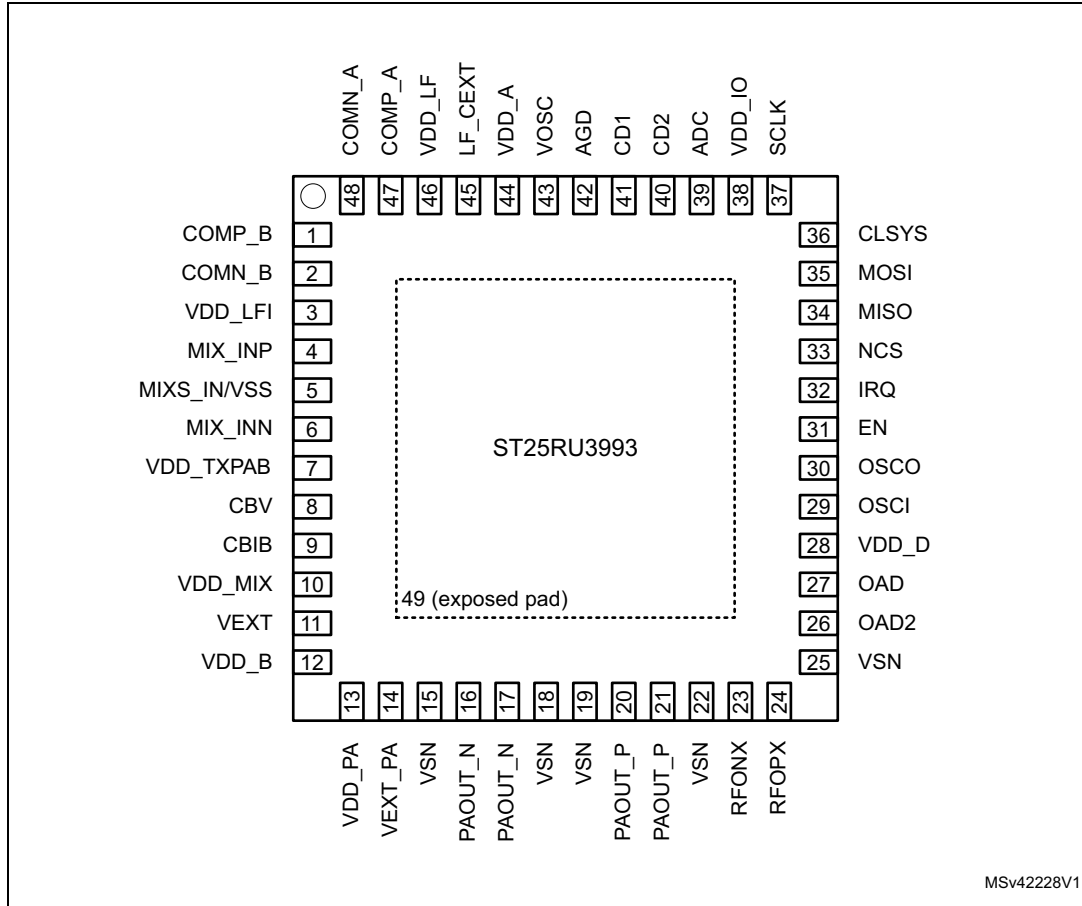 COMN_A
COMP_A
VDD_LF
LF_CEXT
VDD_A
VOSC
AGD
CD1
CD2
ADC
VDD_IO
SCLK
48
47
46
45
44
43
42
41
40
39
38
37
COMP_B 1
COMN_B 2
VDD_LFI 3
MIX_INP 4
MIXS_IN/VSS 5
MIX_INN 6
VDD_TXPAB 7
CBV 8
CBIB 9
VDD_MIX 10
VEXT 11
VDD_B 12
ST25RU3993
49 (exposed pad)
36 CLSYS
35 MOSI
34 MISO
33 NCS
32 IRQ
31 EN
30 OSCO
29 OSCI
28 VDD_D
27 OAD
26 OAD2
25 VSN
13
14
15
16
17
18
19
20
21
22
23
24
VDD_PA
VEXT_PA
VSN
PAOUT_N
PAOUT_N
VSN
VSN
PAOUT_P
PAOUT_P
VSN
RFONX
RFOPX
MSv42228V1